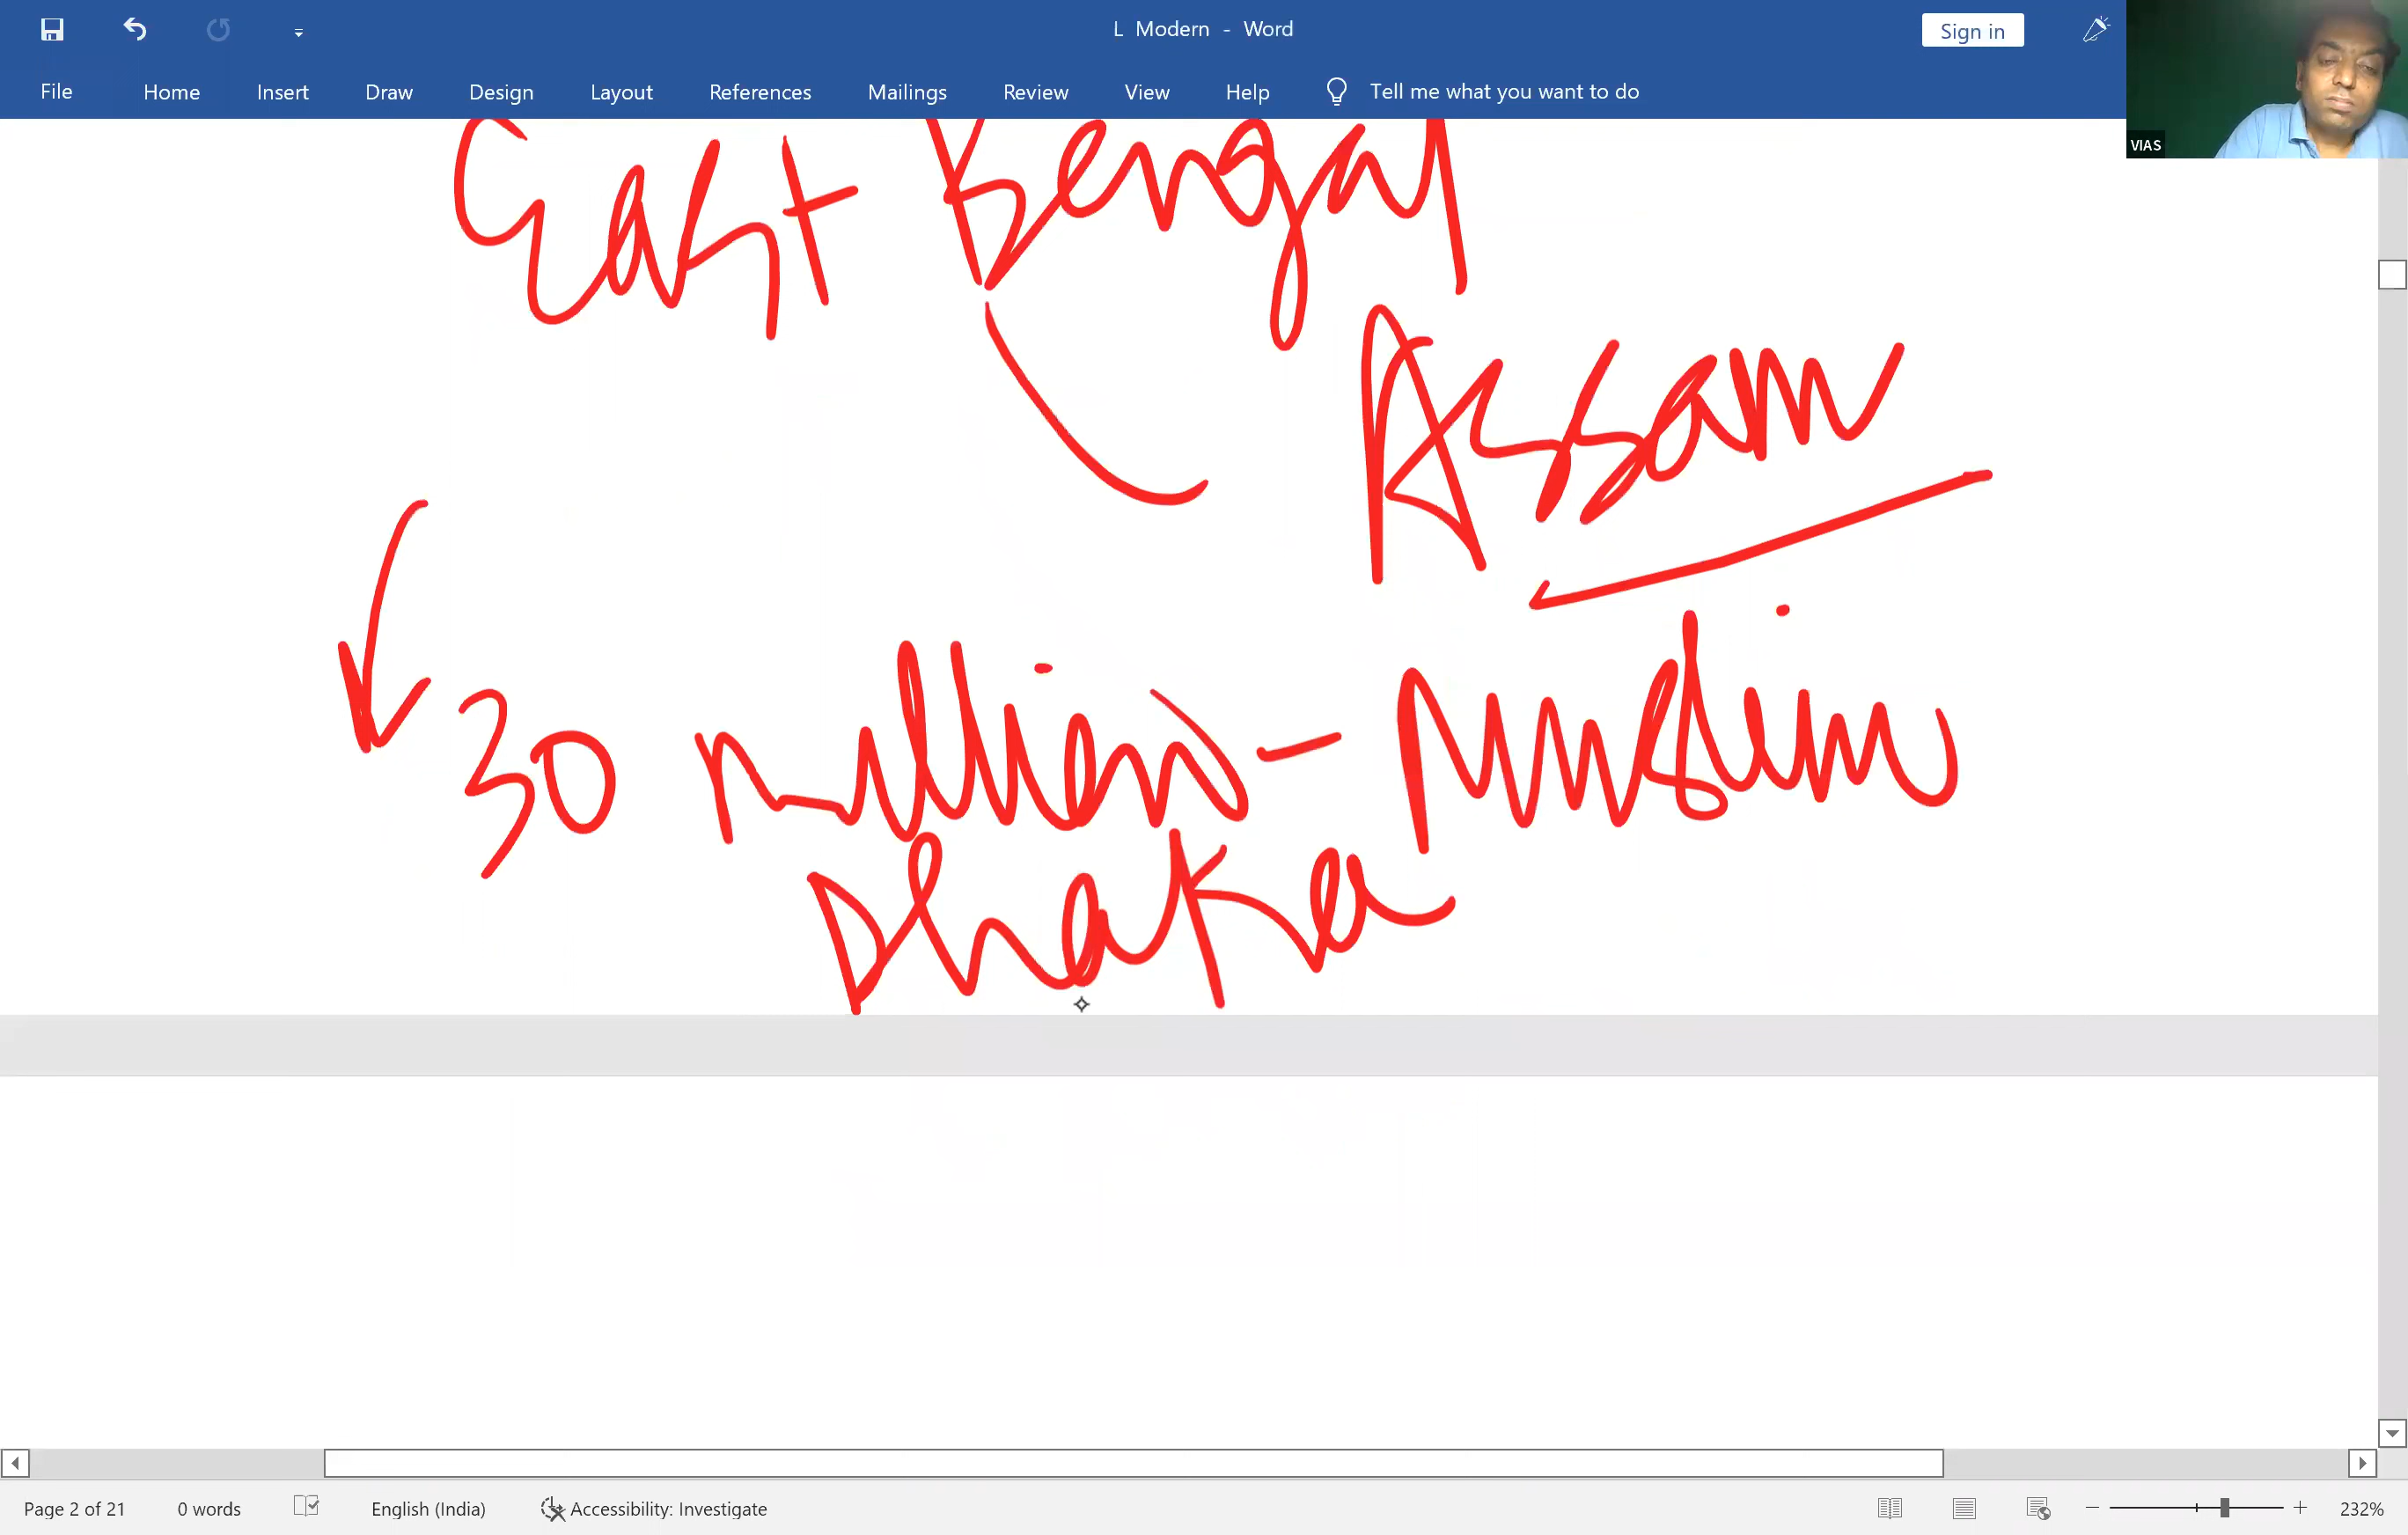 L Modern - Word
Sign in
File Home Insert Draw Design Layout References Mailings Review View Help Tell me what you want to do
VIAS
East Bengal
Assam
30 million - Muslim
Dhaka
Page 2 of 21 0 words English (India) Accessibility: Investigate 232%